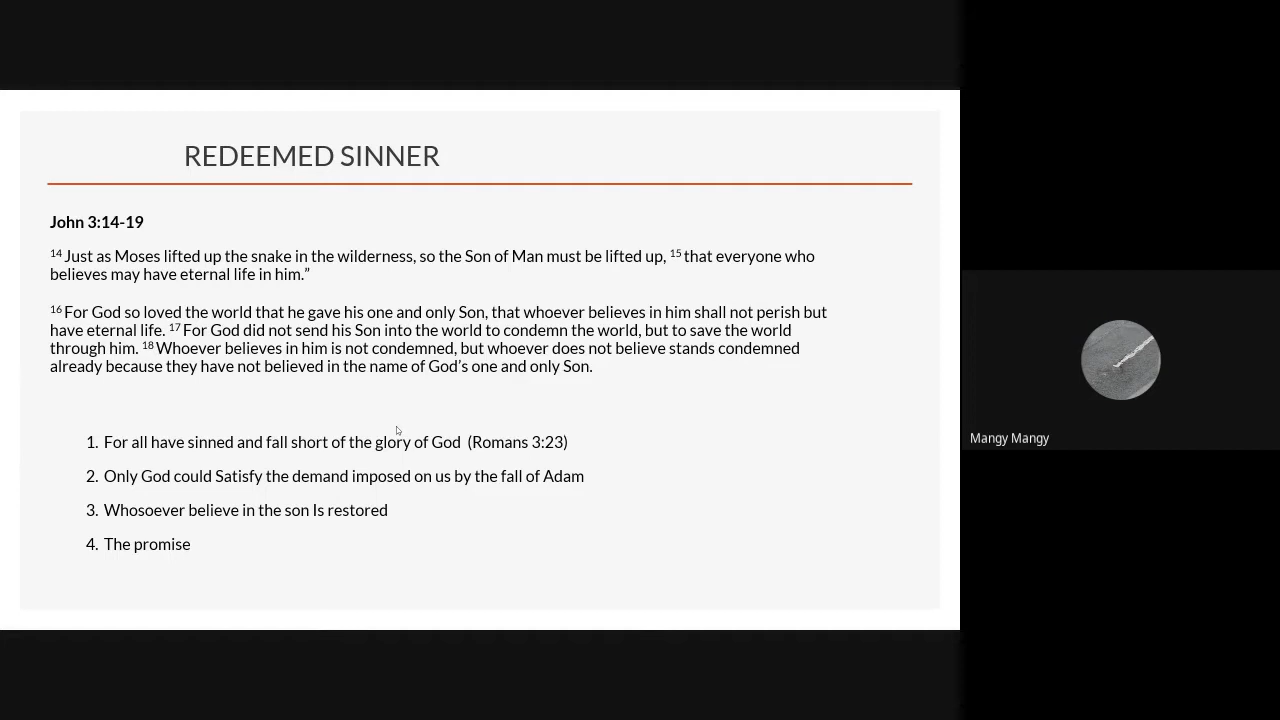 REDEEMED SINNER
John 3:14-19
14 Just as Moses lifted up the snake in the wilderness, so the Son of Man must be lifted up, 15 that everyone who
believes may have eternal life in him.”
16 For God so loved the world that he gave his one and only Son, that whoever believes in him shall not perish but
have eternal life. 17 For God did not send his Son into the world to condemn the world, but to save the world
through him. 18 Whoever believes in him is not condemned, but whoever does not believe stands condemned
already because they have not believed in the name of God’s one and only Son.
1. For all have sinned and fall short of the glory of God (Romans 3:23)
2. Only God could Satisfy the demand imposed on us by the fall of Adam
3. Whosoever believe in the son Is restored
4. The promise
Mangy Mangy